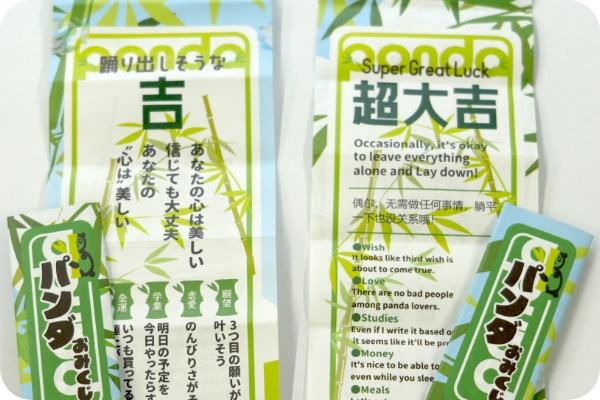 panda
踊り出しそうな
吉
あなたの心は美しい
信じても大丈夫
あなたの
“心は”美しい
願望
3つ目の願いが
叶いそう
恋愛
のんびりさがそ
学業
明日の予定を
今日やったらす
金運
いつも買ってる
パンダおみくじ
panda
Super Great Luck
超大吉
Occasionally, it's okay
to leave everything
alone and Lay down!
偶尔，无需做任何事情，躺平
一下也没关系哦！
●Wish
It looks like third wish is
about to come true.
●Love
There are no bad people
among panda lovers.
●Studies
Even if I write it based o
it seems like it'll be pr
●Money
It's nice to be able to
even while you slee
●Meals
パンダおみくじ